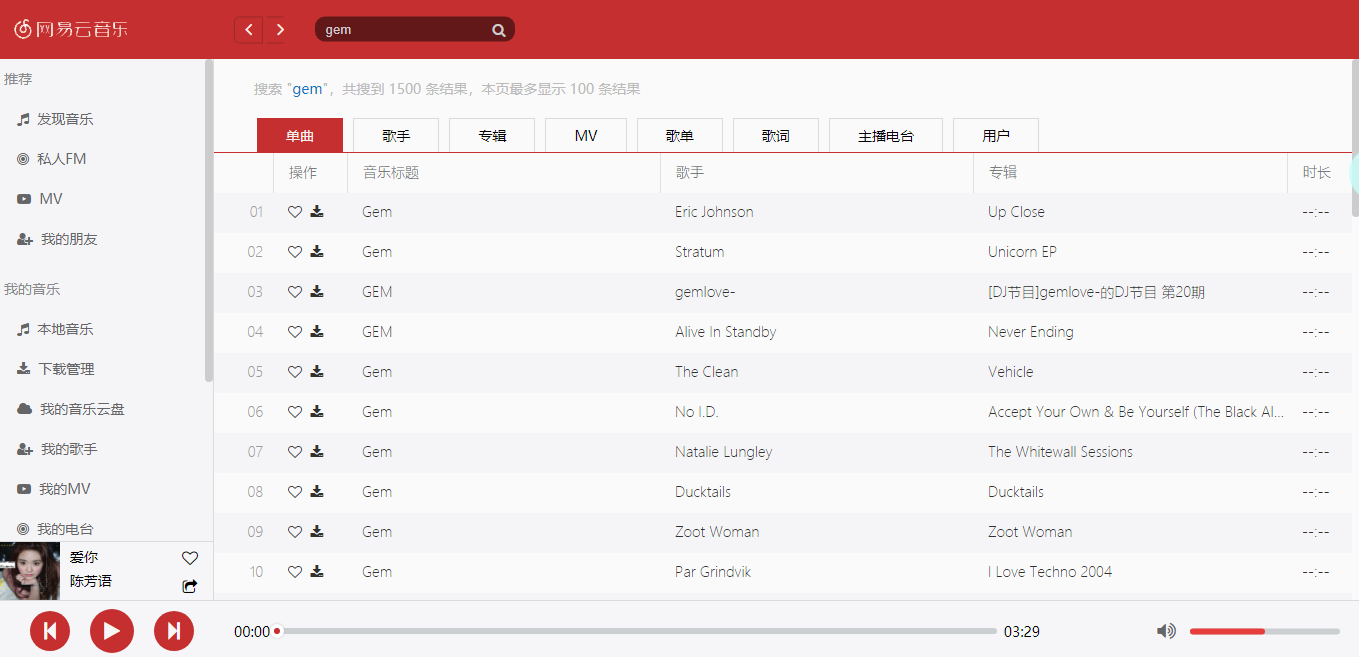 网易云音乐
gem
推荐
发现音乐
私人FM
MV
我的朋友
我的音乐
本地音乐
下载管理
我的音乐云盘
我的歌手
我的MV
我的电台
爱你
陈芳语
搜索 "gem"，共搜到 1500 条结果，本页最多显示 100 条结果
单曲 歌手 专辑 MV 歌单 歌词 主播电台 用户
操作 音乐标题 歌手 专辑 时长
01 Gem Eric Johnson Up Close --:--
02 Gem Stratum Unicorn EP --:--
03 GEM gemlove- [DJ节目]gemlove-的DJ节目 第20期 --:--
04 GEM Alive In Standby Never Ending --:--
05 Gem The Clean Vehicle --:--
06 Gem No I.D. Accept Your Own & Be Yourself (The Black Al... --:--
07 Gem Natalie Lungley The Whitewall Sessions --:--
08 Gem Ducktails Ducktails --:--
09 Gem Zoot Woman Zoot Woman --:--
10 Gem Par Grindvik I Love Techno 2004 --:--
00:00 03:29